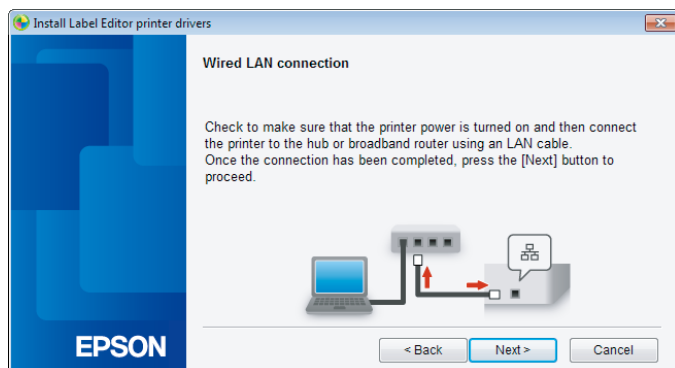 Install Label Editor printer drivers
Wired LAN connection
Check to make sure that the printer power is turned on and then connect
the printer to the hub or broadband router using an LAN cable.
Once the connection has been completed, press the [Next] button to
proceed.
EPSON
< Back
Next >
Cancel